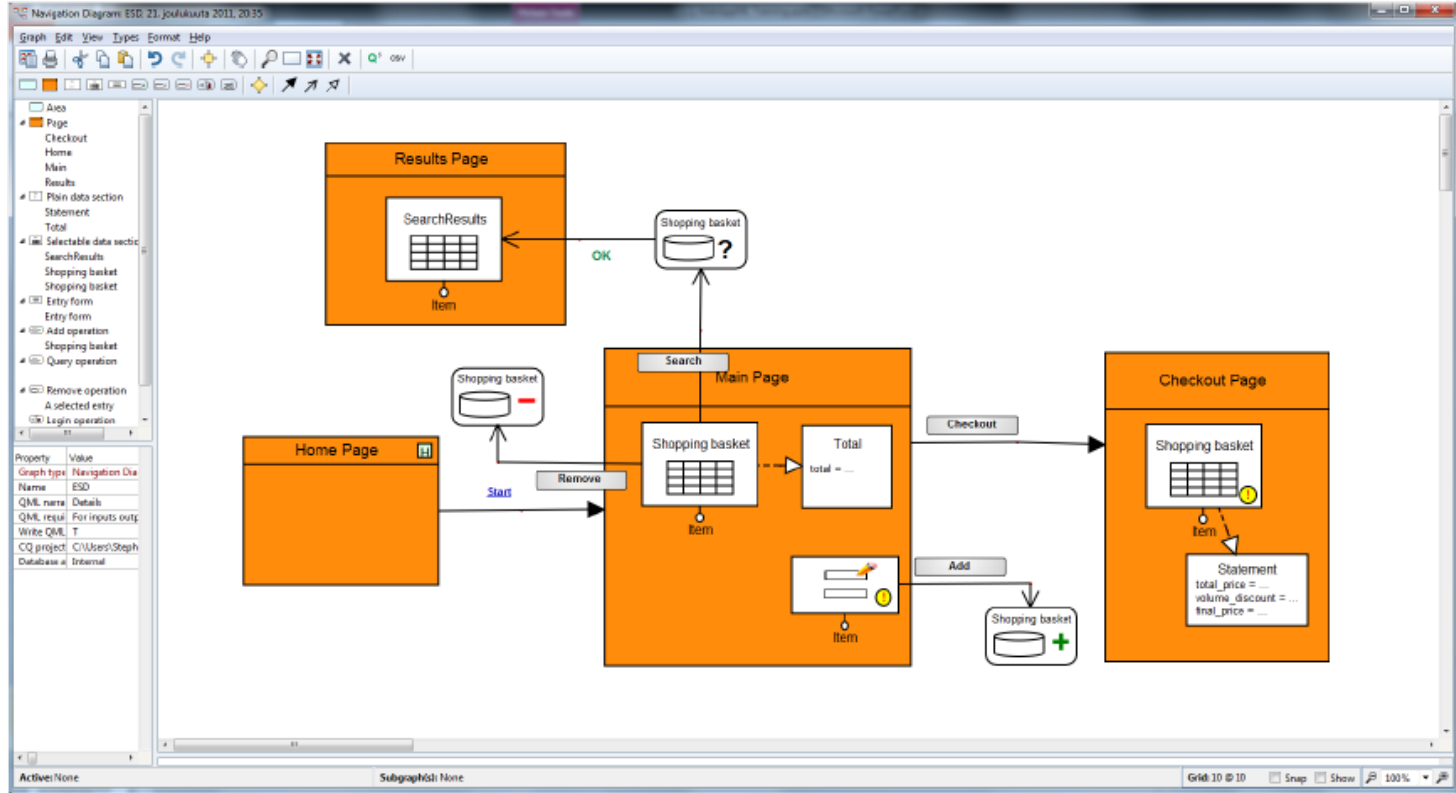 Navigation Diagram: ESD, 21. joulukuuta 2011, 20:35
Graph Edit View Types Format Help
Area
Page
Checkout
Home
Main
Results
Plain data section
Statement
Total
Selectable data sectic
SearchResults
Shopping basket
Shopping basket
Entry form
Entry form
Add operation
Shopping basket
Query operation
Remove operation
A selected entry
Login operation
Property Value
Graph type Navigation Dia
Name ESD
QML name Details
QML requi For inputs outp
Write QML T
CQ project C:\Users\Steph
Database a Internal
Results Page
SearchResults
Item
OK
Shopping basket
?
Search
Main Page
Shopping basket
Home Page
H
Start
Remove
Shopping basket
Item
Total
total = ...
Item
Checkout
Add
Shopping basket
Checkout Page
Shopping basket
Item
Statement
total_price = ...
volume_discount = ...
final_price = ...
Active: None
Subgraph(s): None
Grid: 10 @ 10
Snap
Show
100%